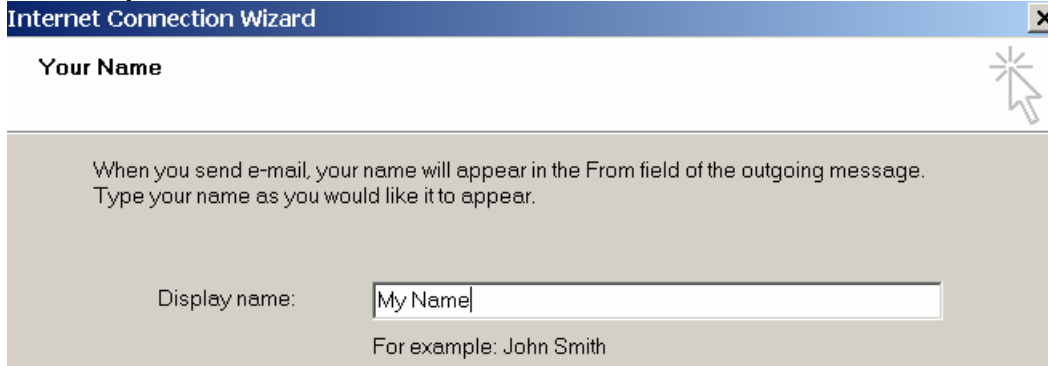 Internet Connection Wizard
Your Name
When you send e-mail, your name will appear in the From field of the outgoing message.
Type your name as you would like it to appear.
Display name:
My Name
For example: John Smith